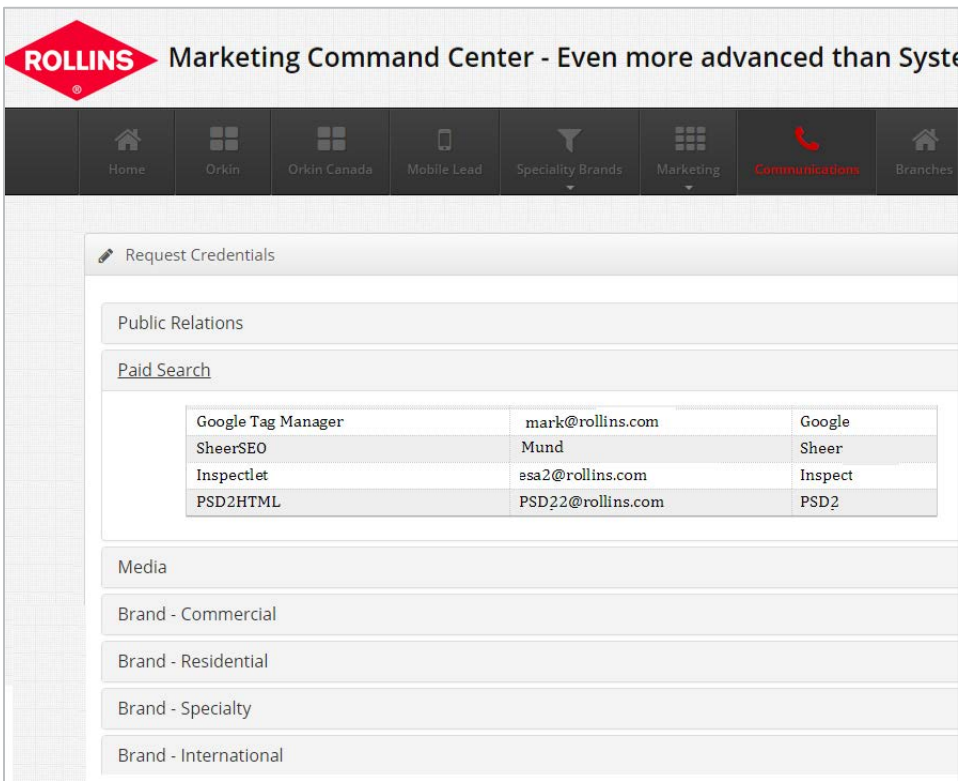 ROLLINS ®
Marketing Command Center - Even more advanced than Syste
Home Orkin Orkin Canada Mobile Lead Speciality Brands Marketing Communications Branches
Request Credentials
Public Relations
Paid Search
Google Tag Manager mark@rollins.com Google
SheerSEO Mund Sheer
Inspectlet esa2@rollins.com Inspect
PSD2HTML PSD22@rollins.com PSD2
Media
Brand - Commercial
Brand - Residential
Brand - Specialty
Brand - International